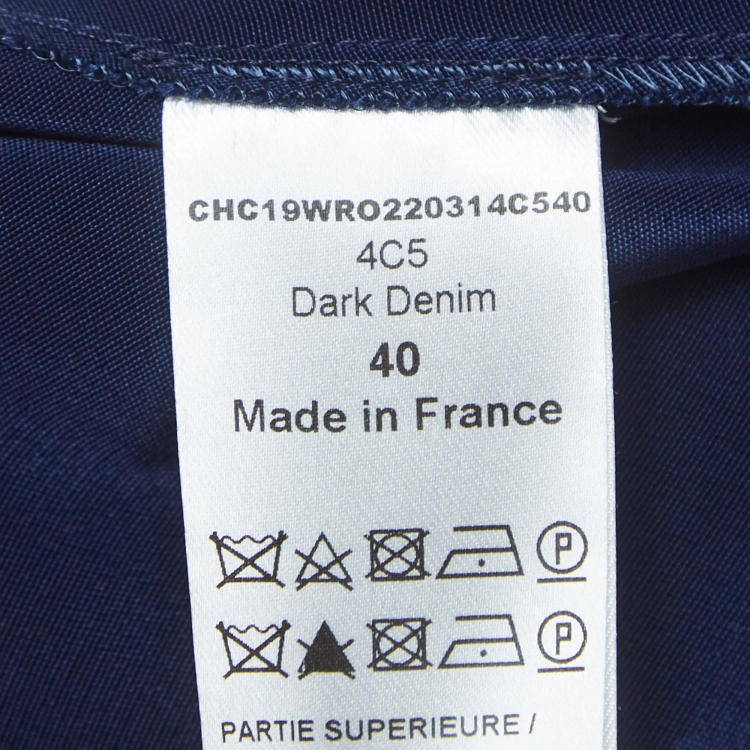 CHC19WRO220314C540
4C5
Dark Denim
40
Made in France
P
P
PARTIE SUPERIEURE /